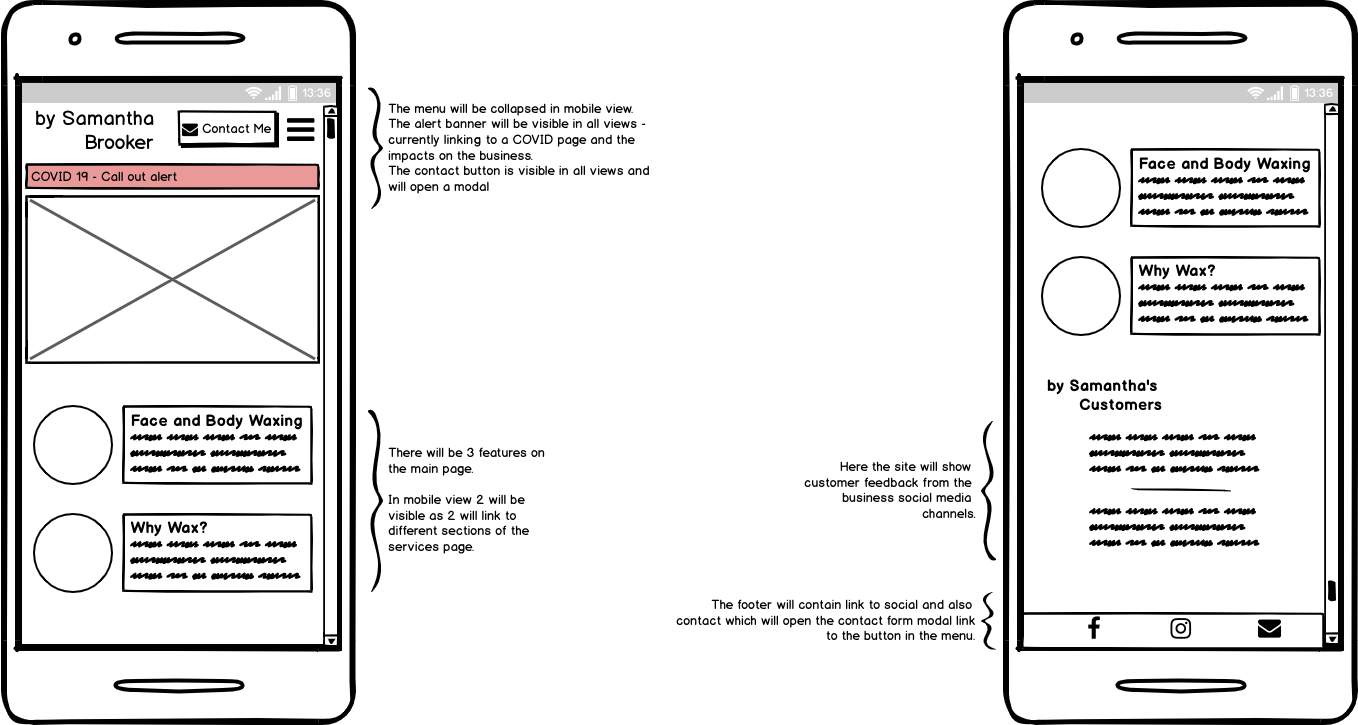 13:36
by Samantha
Brooker
Contact Me
COVID 19 - Call out alert
Face and Body Waxing
Why Wax?
The menu will be collapsed in mobile view.
The alert banner will be visible in all views -
currently linking to a COVID page and the
impacts on the business.
The contact button is visible in all views and
will open a modal
There will be 3 features on
the main page.
In mobile view 2 will be
visible as 2 will link to
different sections of the
services page.
Here the site will show
customer feedback from the
business social media
channels.
The footer will contain link to social and also
contact which will open the contact form modal link
to the button in the menu.
13:36
Face and Body Waxing
Why Wax?
by Samantha's
Customers